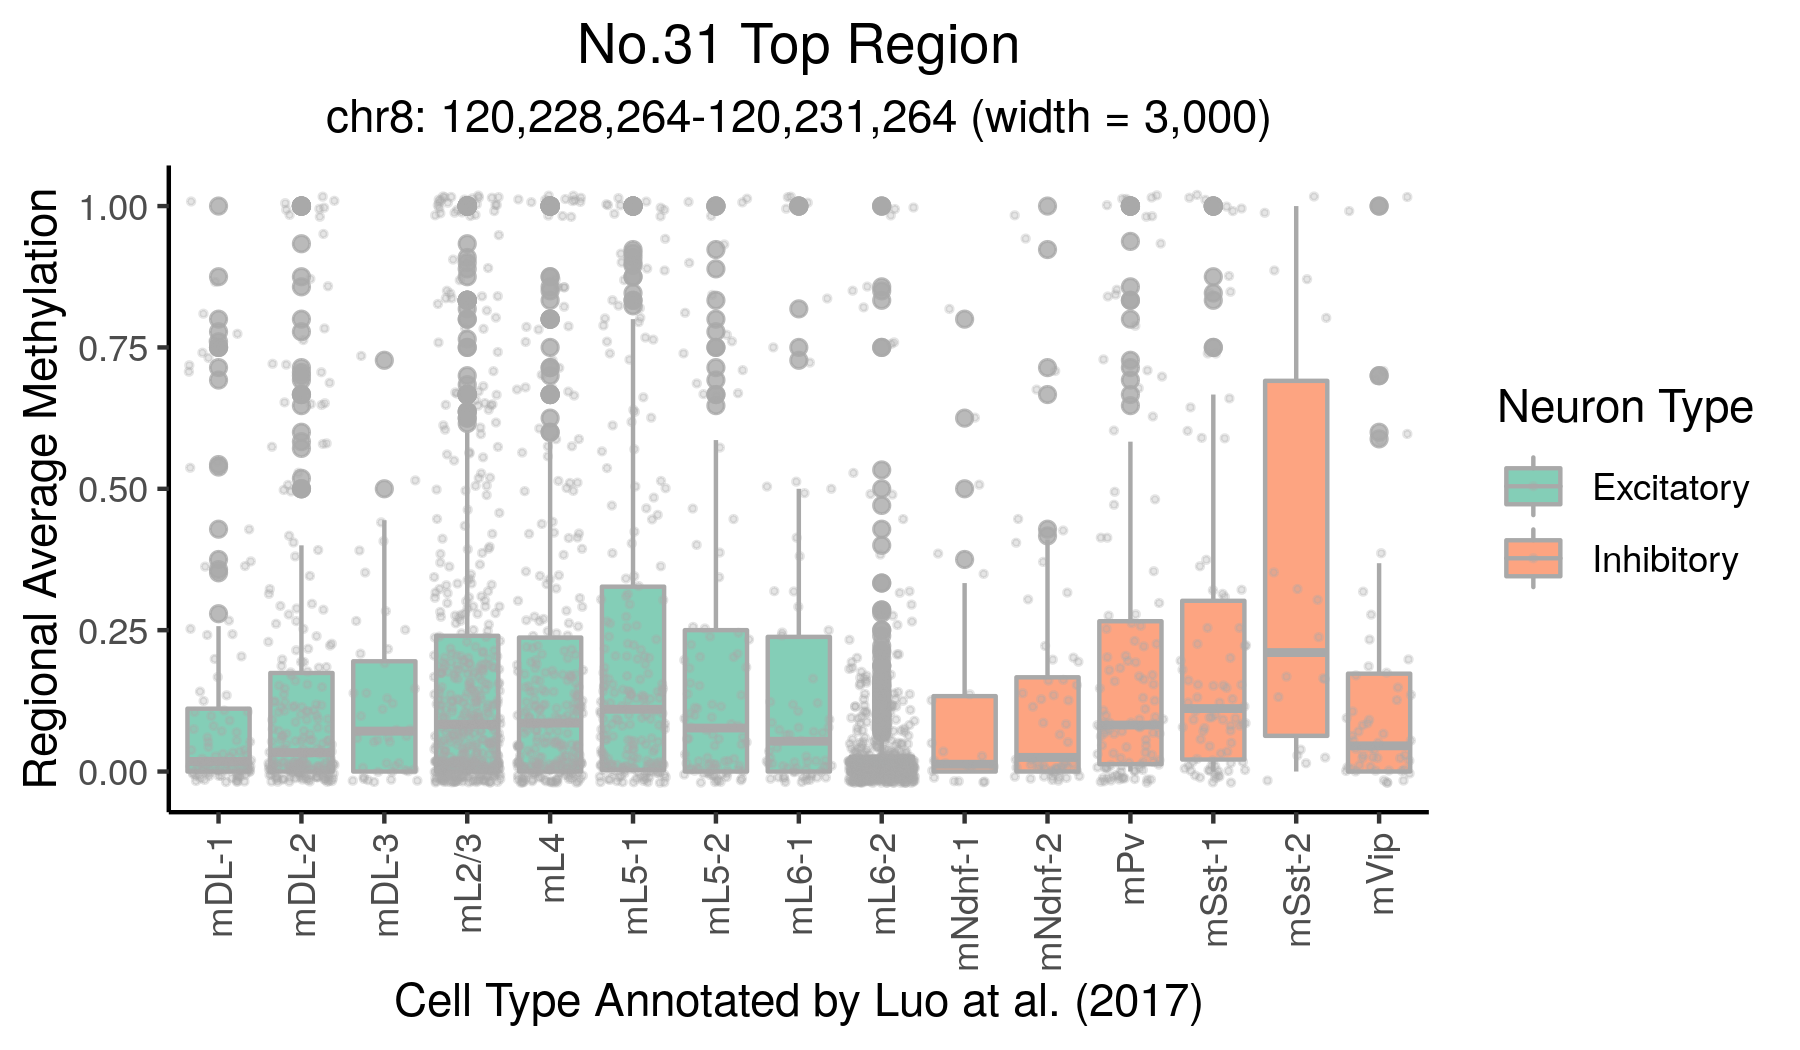 No.31 Top Region
chr8: 120,228,264-120,231,264 (width = 3,000)
Regional Average Methylation
1.00
0.75
0.50
0.25
0.00
mDL-1
mDL-2
mDL-3
mL2/3
mL4
mL5-1
mL5-2
mL6-1
mL6-2
mNdnf-1
mNdnf-2
mPv
mSst-1
mSst-2
mVip
Cell Type Annotated by Luo at al. (2017)
Neuron Type
Excitatory
Inhibitory